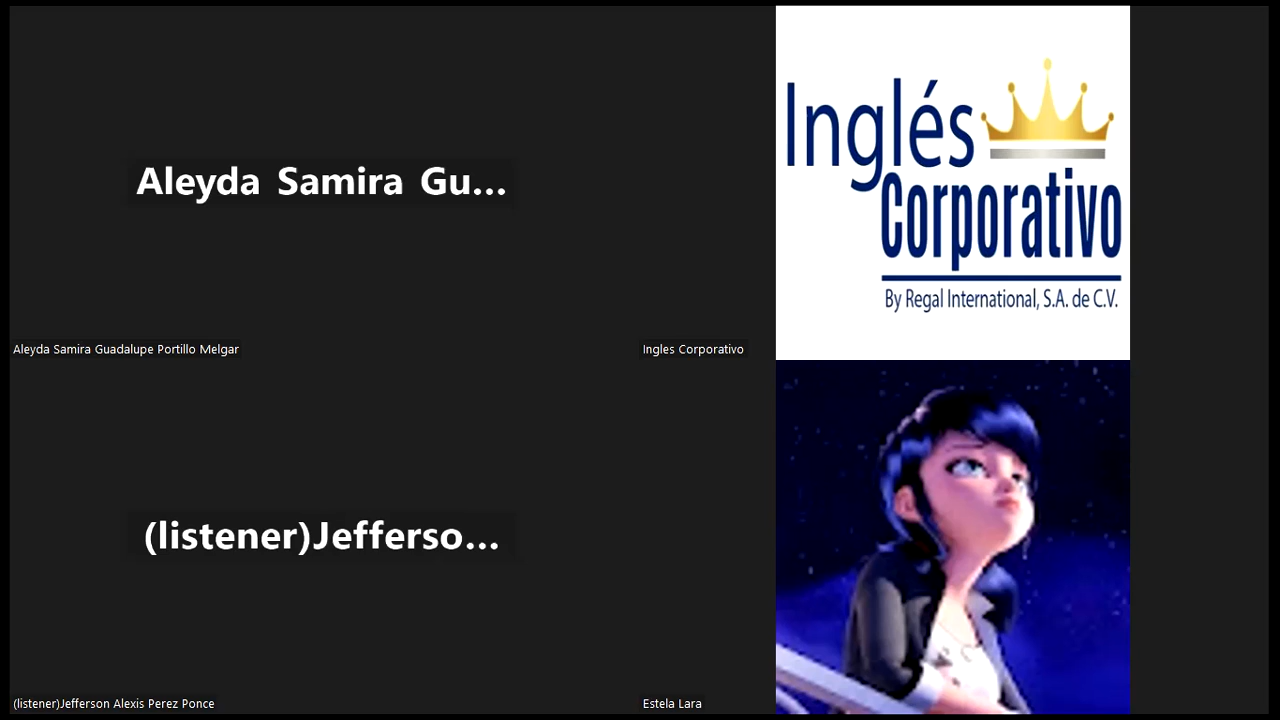 Aleyda Samira Gu...
Aleyda Samira Guadalupe Portillo Melgar
Inglés
Corporativo
By Regal International, S.A. de C.V.
Ingles Corporativo
(listener)Jefferso...
(listener)Jefferson Alexis Perez Ponce
Estela Lara